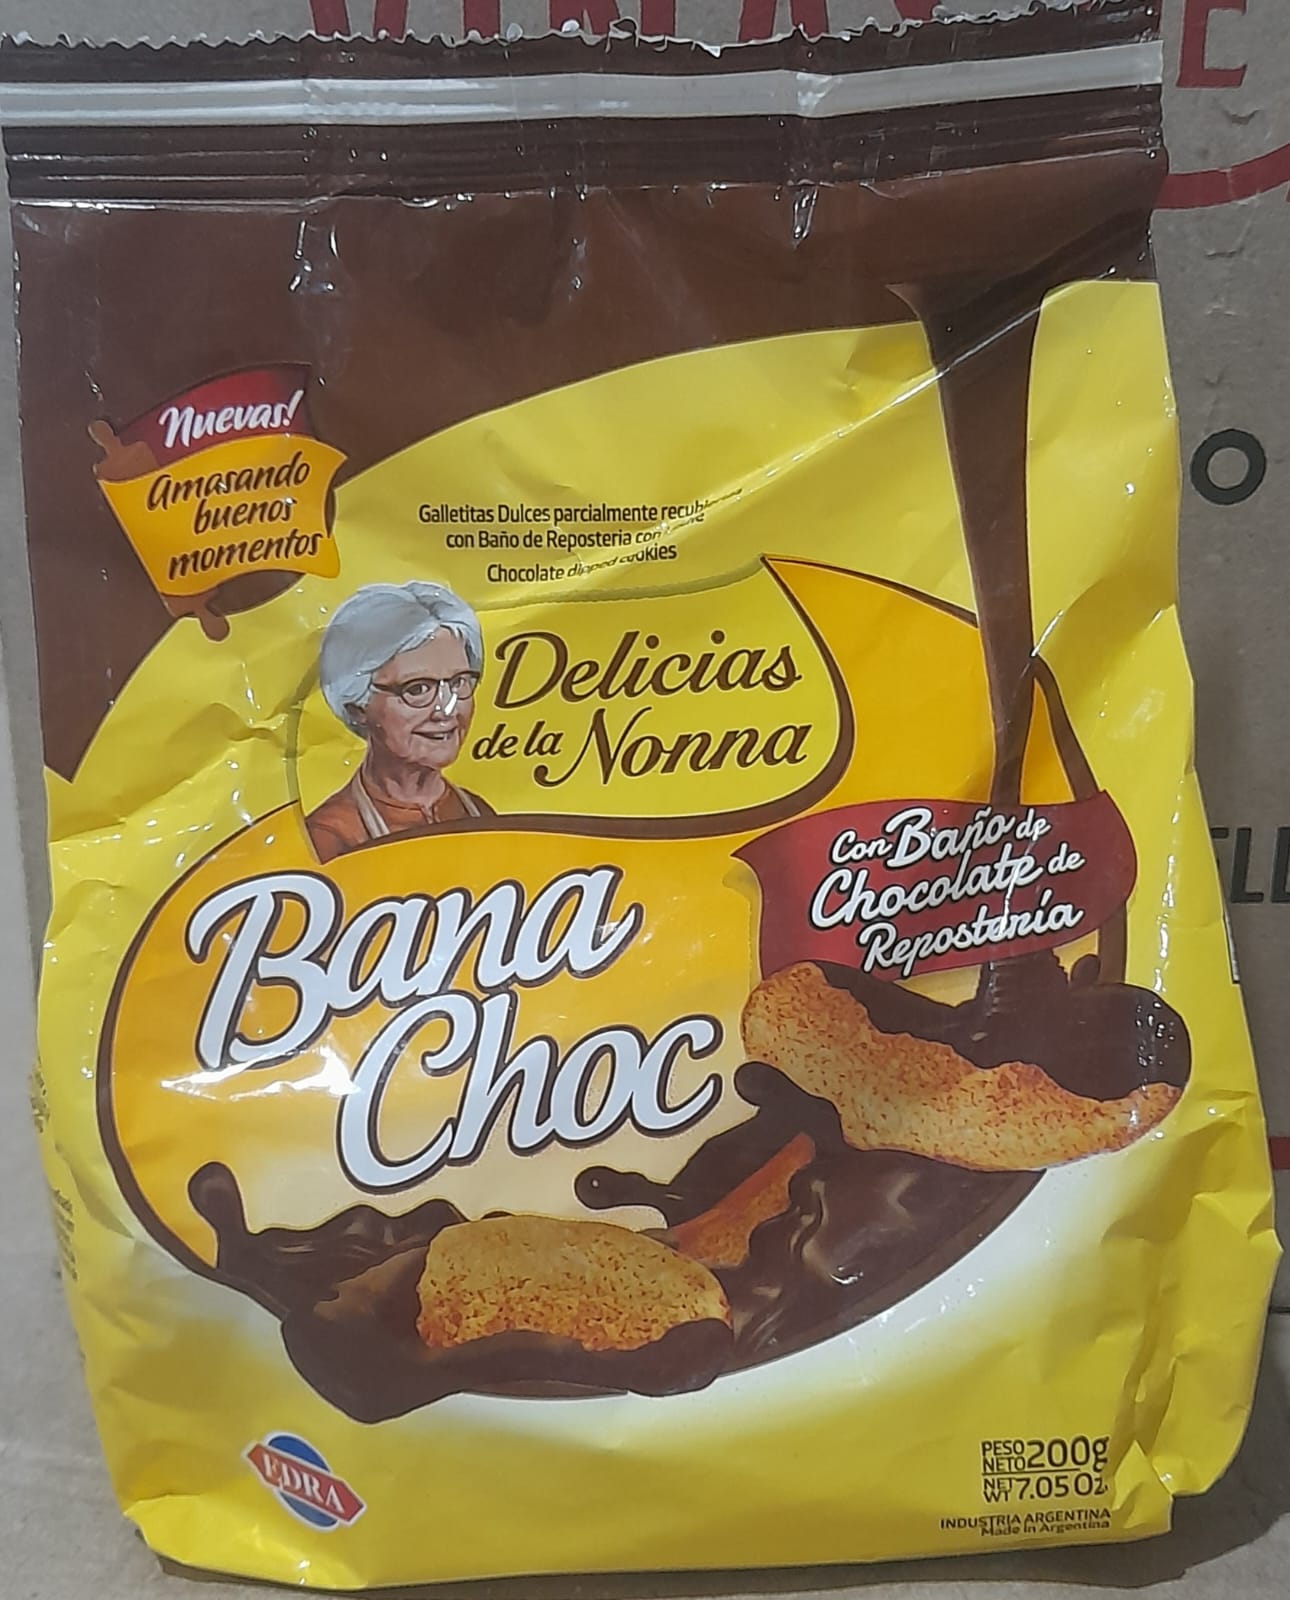 Nuevas!
Amasando
buenos
momentos
Galletitas Dulces parcialmente
con Baño de Reposteria con
Chocolate dipped cookies
Delicias
de la Nonna
Con Baño de
Chocolate de
Repostería
Bana
Choc
EDRA
PESO NETO 200g
NET WT 7.05 Oz.
INDUSTRIA ARGENTINA
Made in Argentina
O